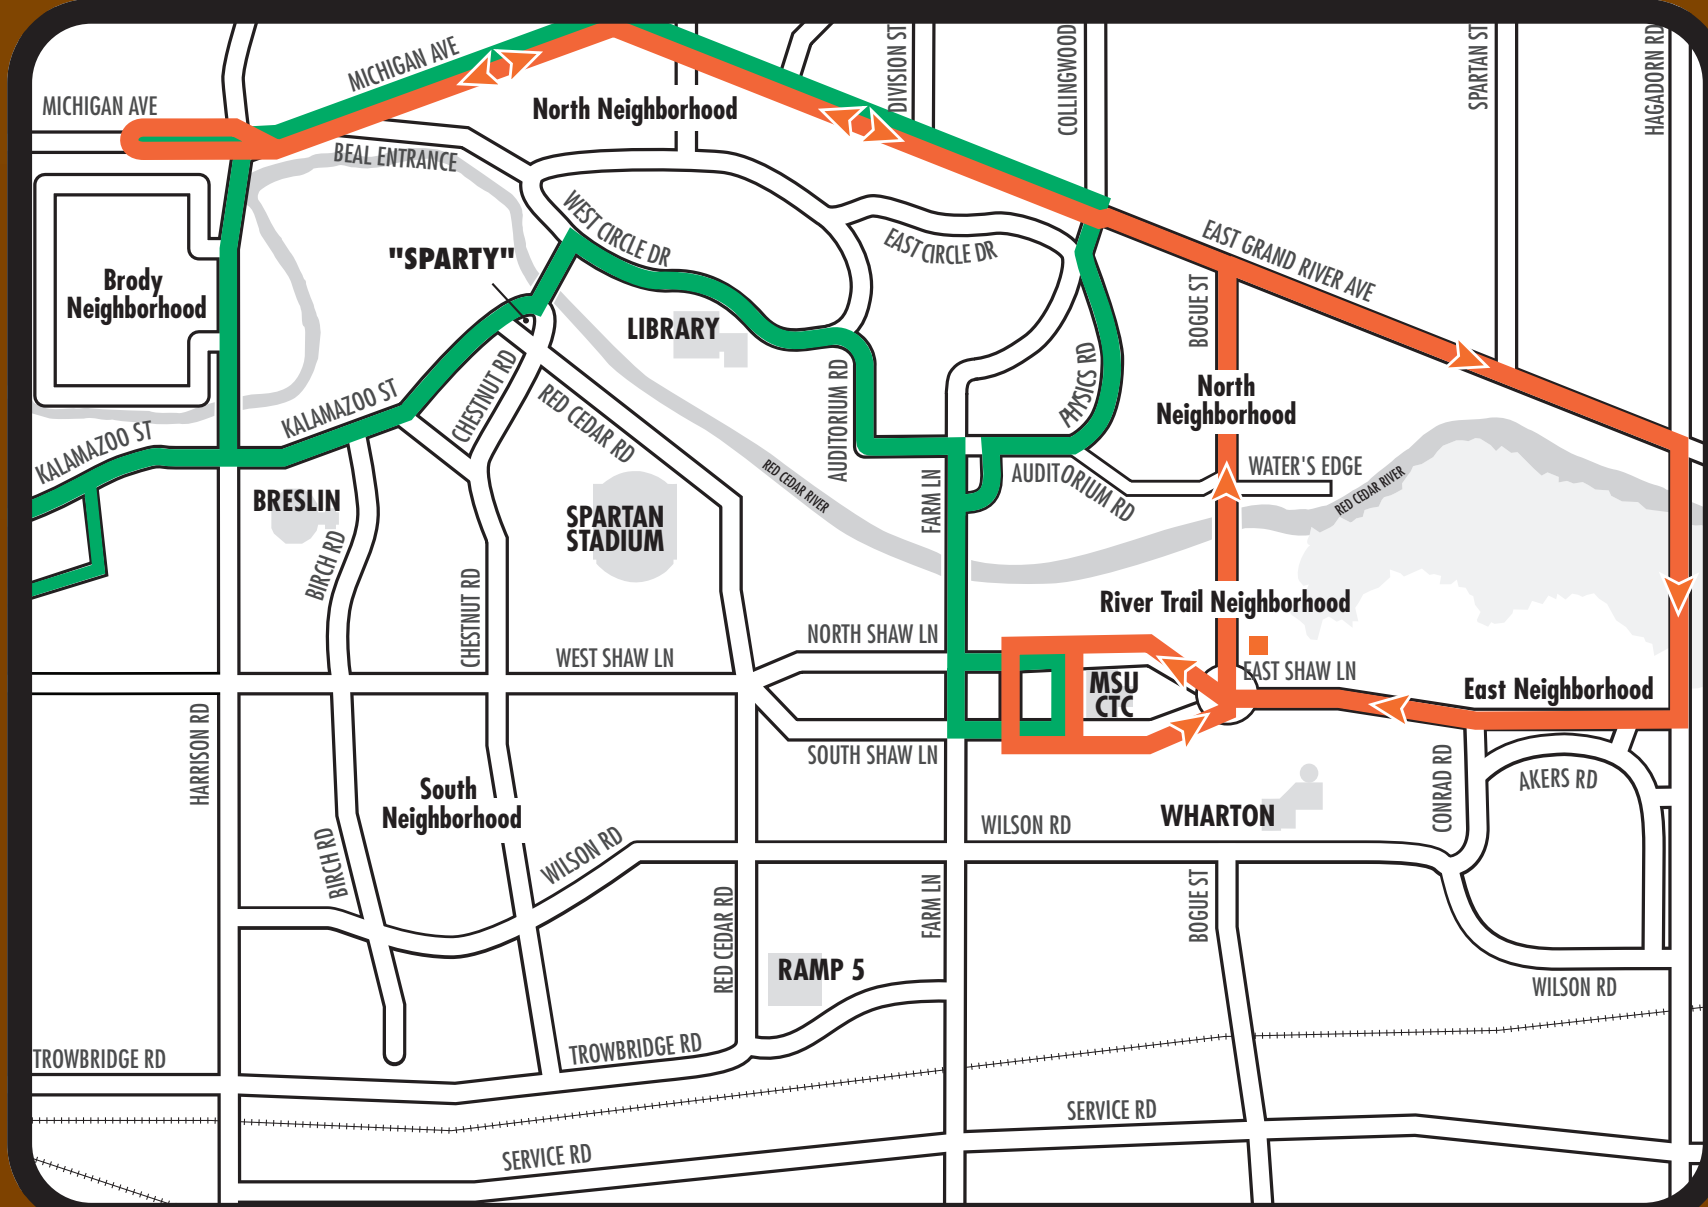 MICHIGAN AVE
MICHIGAN AVE
DIVISION ST
COLLINGWOOD
SPARTAN ST
HAGADORN RD
North Neighborhood
BEAL ENTRANCE
WEST CIRCLE DR
EAST CIRCLE DR
EAST GRAND RIVER AVE
"SPARTY"
Brody
Neighborhood
LIBRARY
BOGUE ST
CHESTNUT RD
RED CEDAR RD
AUDITORIUM RD
PHYSICS RD
North
Neighborhood
KALAMAZOO ST
KALAMAZOO ST
RED CEDAR RIVER
FARM LN
AUDITORIUM RD
WATER'S EDGE
RED CEDAR RIVER
BRESLIN
SPARTAN
STADIUM
BIRCH RD
CHESTNUT RD
River Trail Neighborhood
NORTH SHAW LN
WEST SHAW LN
MSU
CTC
EAST SHAW LN
East Neighborhood
HARRISON RD
SOUTH SHAW LN
South
Neighborhood
CONRAD RD
AKERS RD
WHARTON
WILSON RD
WILSON RD
BIRCH RD
RED CEDAR RD
FARM LN
BOGUE ST
RAMP 5
WILSON RD
TROWBRIDGE RD
TROWBRIDGE RD
SERVICE RD
SERVICE RD